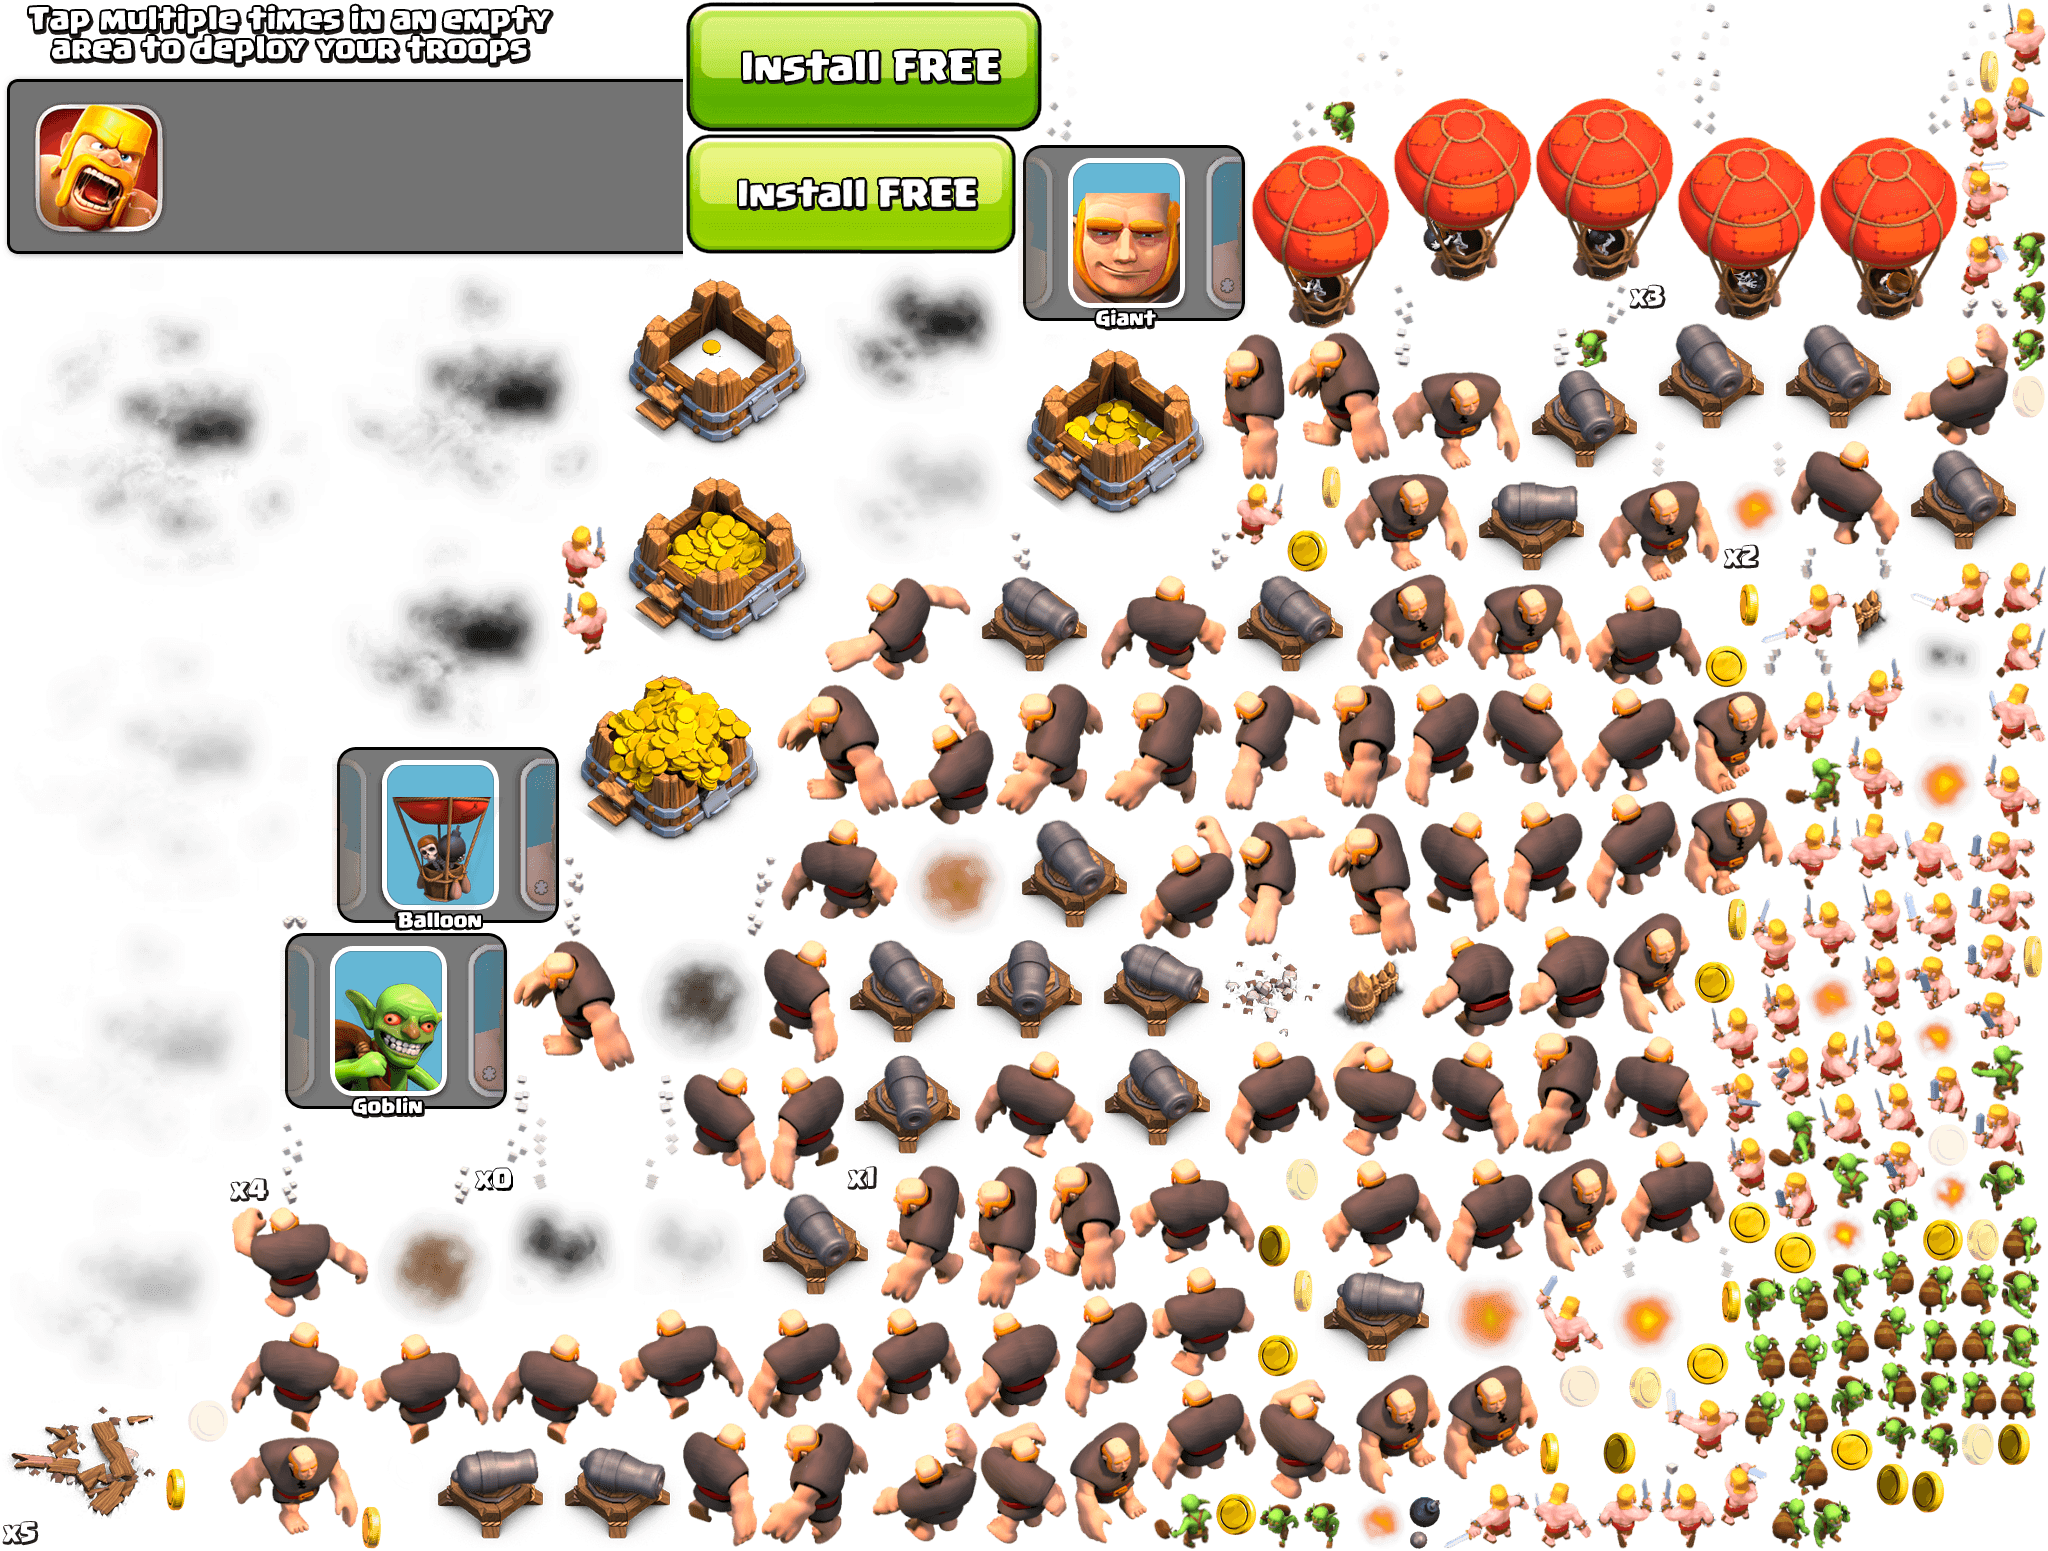 Tap multiple times in an empty
area to deploy your troops
Install FREE
Install FREE
Giant
x3
x2
Balloon
Goblin
x4
x0
x1
x5